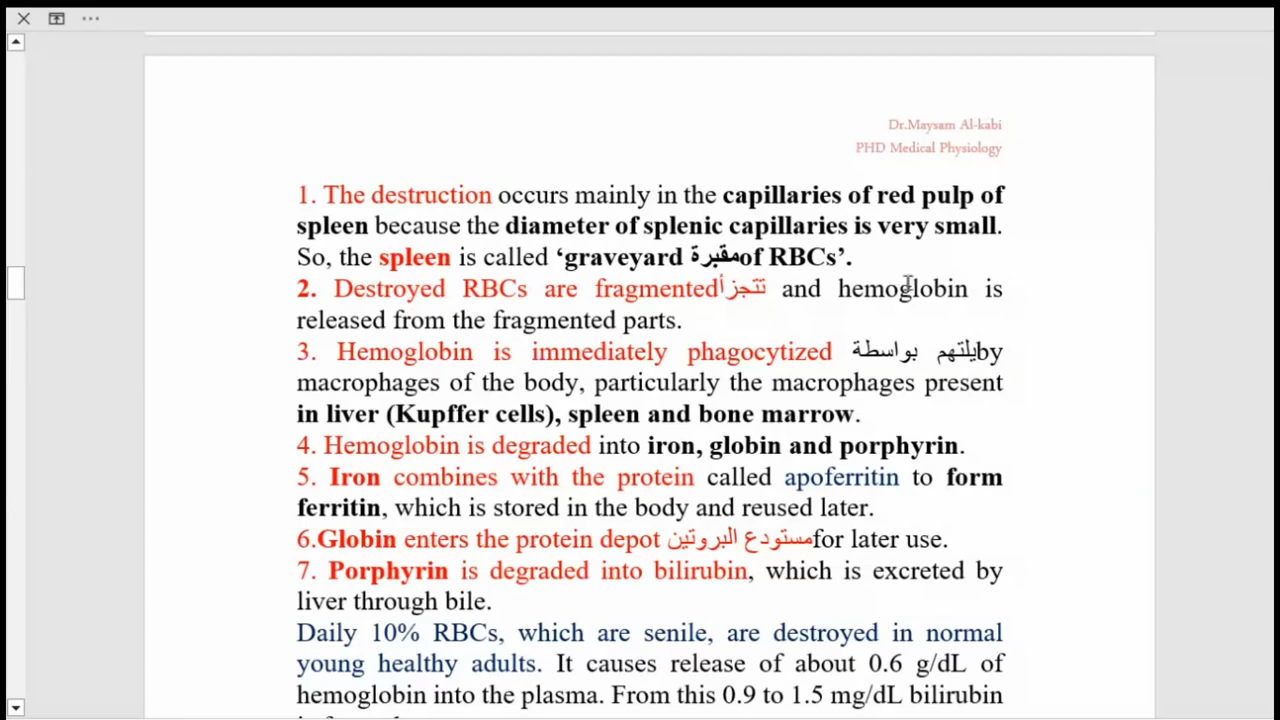 Dr.Maysam Al-kabi
PHD Medical Physiology
1. The destruction occurs mainly in the capillaries of red pulp of
spleen because the diameter of splenic capillaries is very small.
So, the spleen is called ‘graveyard مقبرةof RBCs’.
2. Destroyed RBCs are fragmentedتتجزأ and hemoglobin is
released from the fragmented parts.
3. Hemoglobin is immediately phagocytized يلتهم بواسطةby
macrophages of the body, particularly the macrophages present
in liver (Kupffer cells), spleen and bone marrow.
4. Hemoglobin is degraded into iron, globin and porphyrin.
5. Iron combines with the protein called apoferritin to form
ferritin, which is stored in the body and reused later.
6.Globin enters the protein depot مستودع البروتينfor later use.
7. Porphyrin is degraded into bilirubin, which is excreted by
liver through bile.
Daily 10% RBCs, which are senile, are destroyed in normal
young healthy adults. It causes release of about 0.6 g/dL of
hemoglobin into the plasma. From this 0.9 to 1.5 mg/dL bilirubin